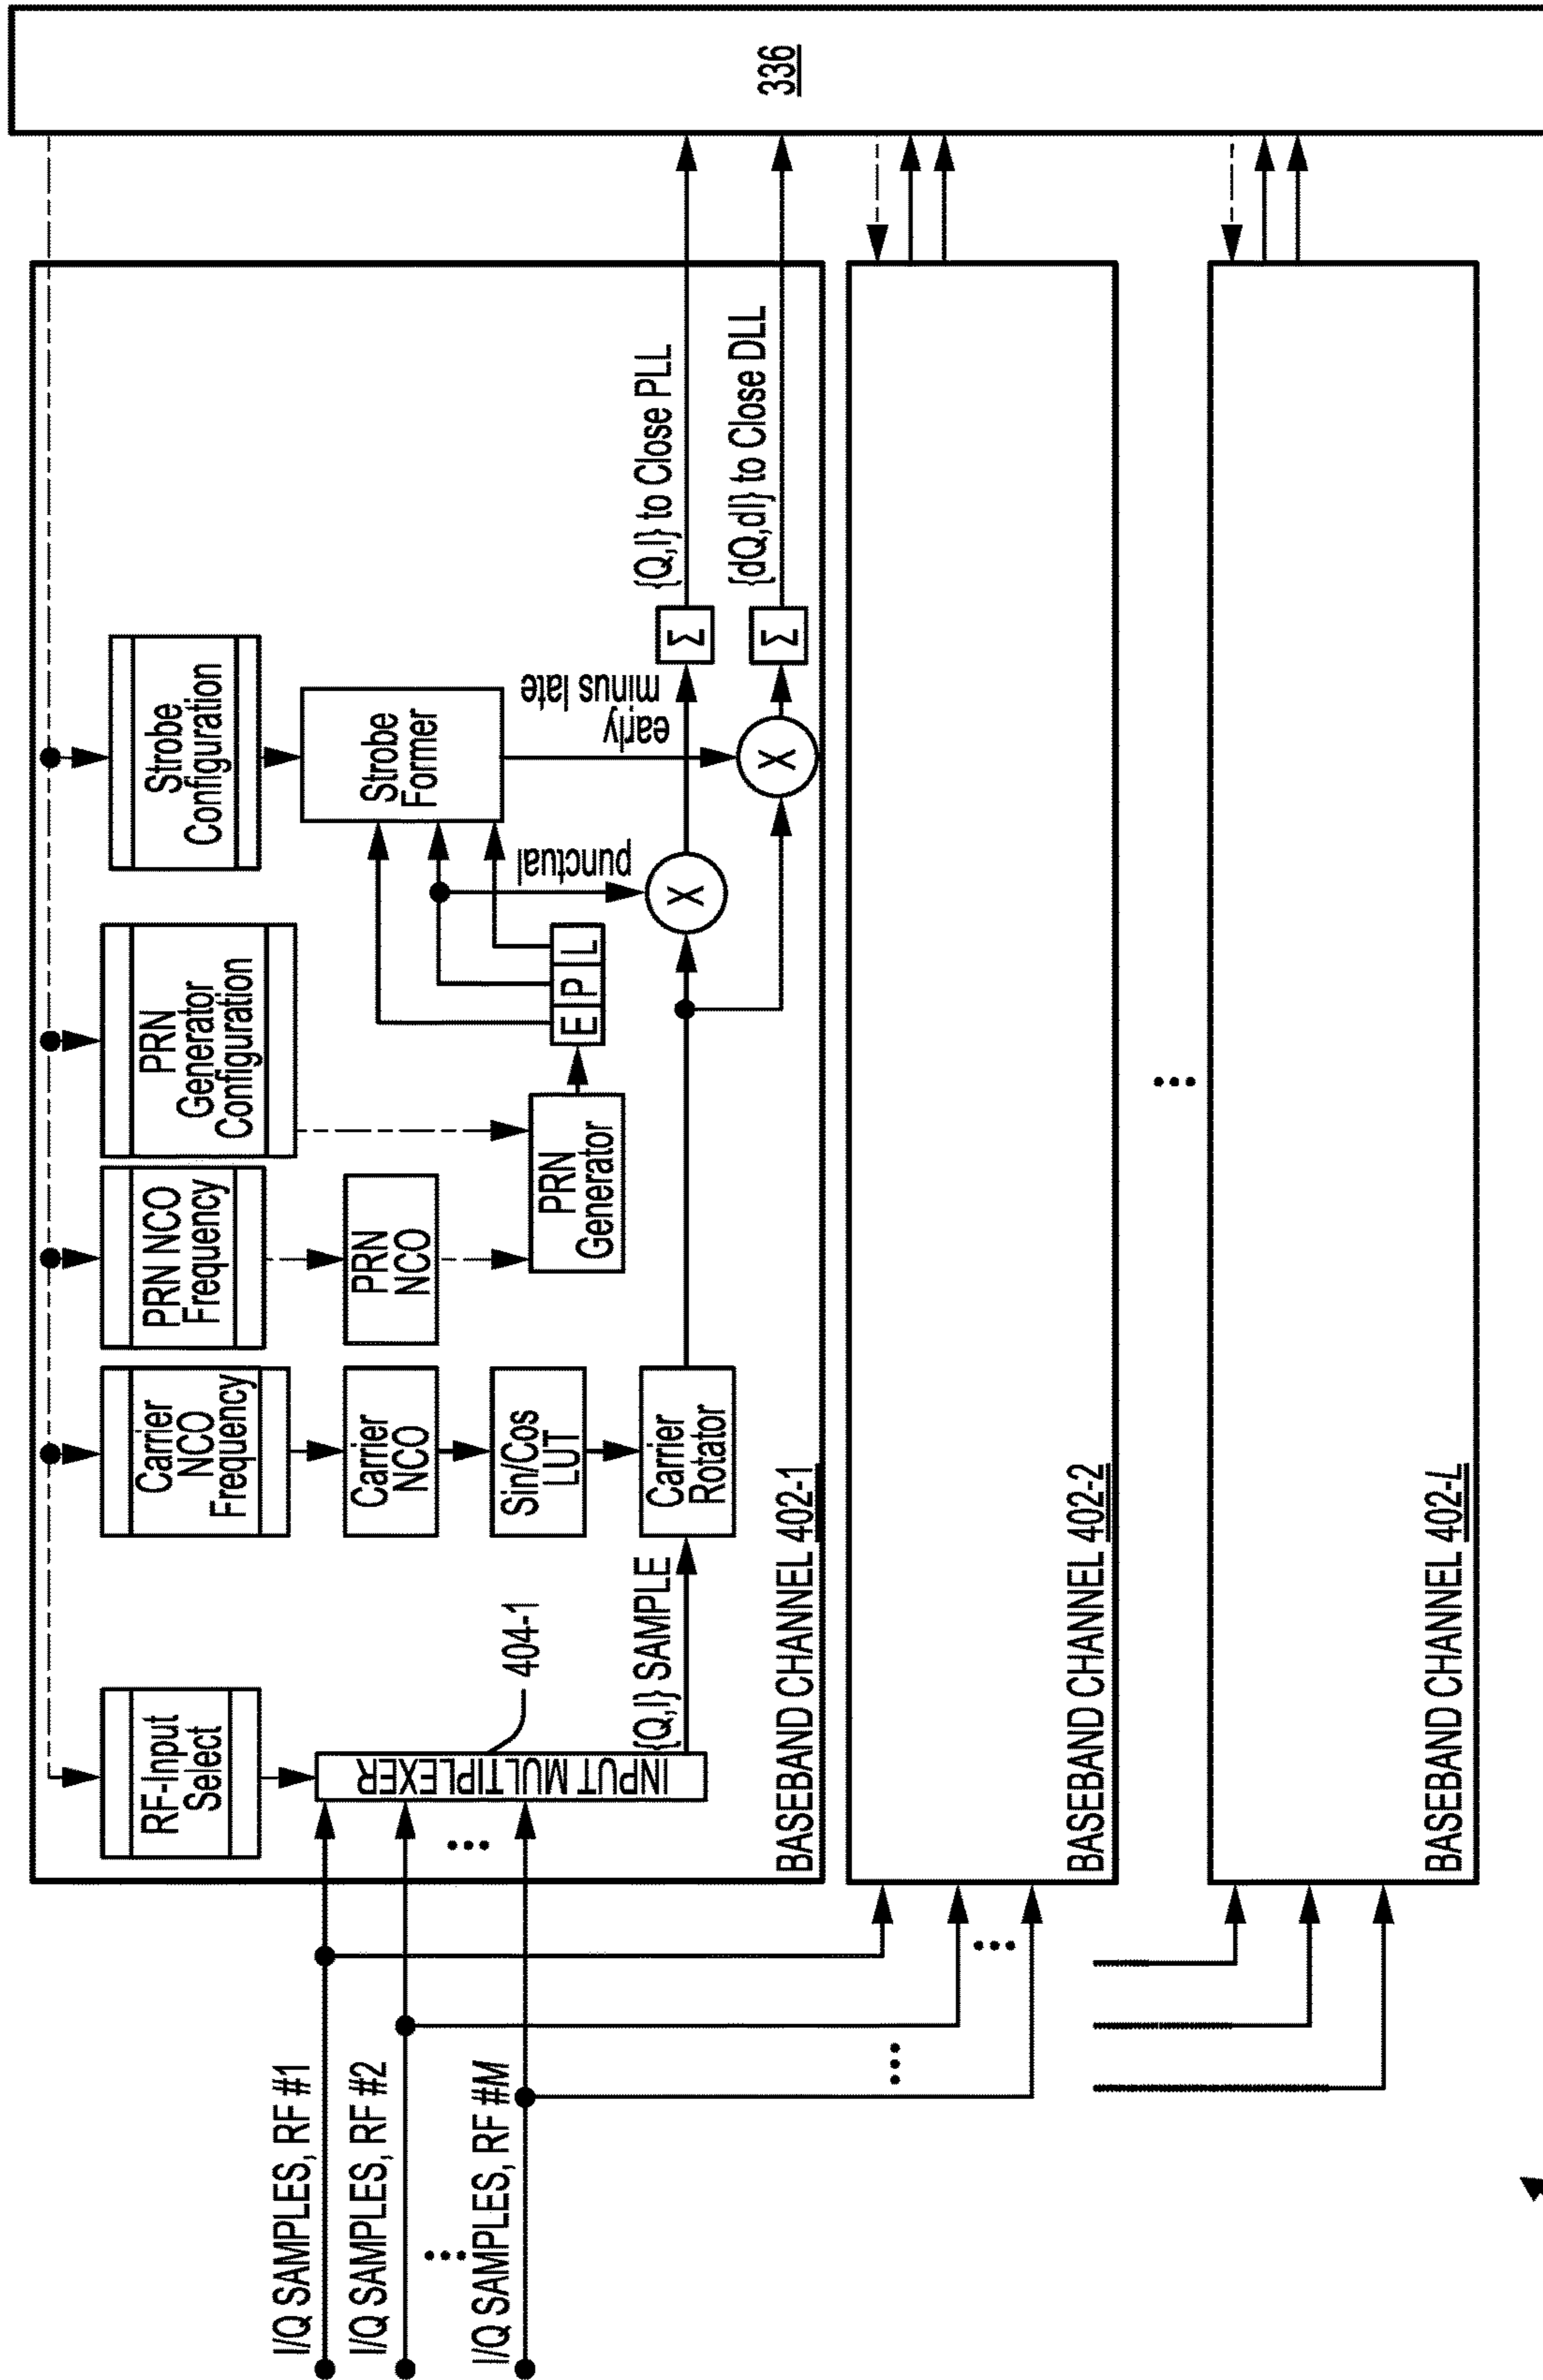 I/Q SAMPLES, RF #1
I/Q SAMPLES, RF #2
...
I/Q SAMPLES, RF #M
...
...
RF-Input
Select
INPUT MULTIPLEXER
...
404-1
{Q,I} SAMPLE
Carrier
NCO
Frequency
Carrier
NCO
Sin/Cos
LUT
Carrier
Rotator
PRN NCO
Frequency
PRN
NCO
PRN
Generator
Configuration
PRN
Generator
E P L
Strobe
Configuration
Strobe
Former
punctual
early
minus late
X
X
Σ
Σ
{Q,I} to Close PLL
{dQ,dI} to Close DLL
BASEBAND CHANNEL 402-1
BASEBAND CHANNEL 402-2
...
...
BASEBAND CHANNEL 402-L
336